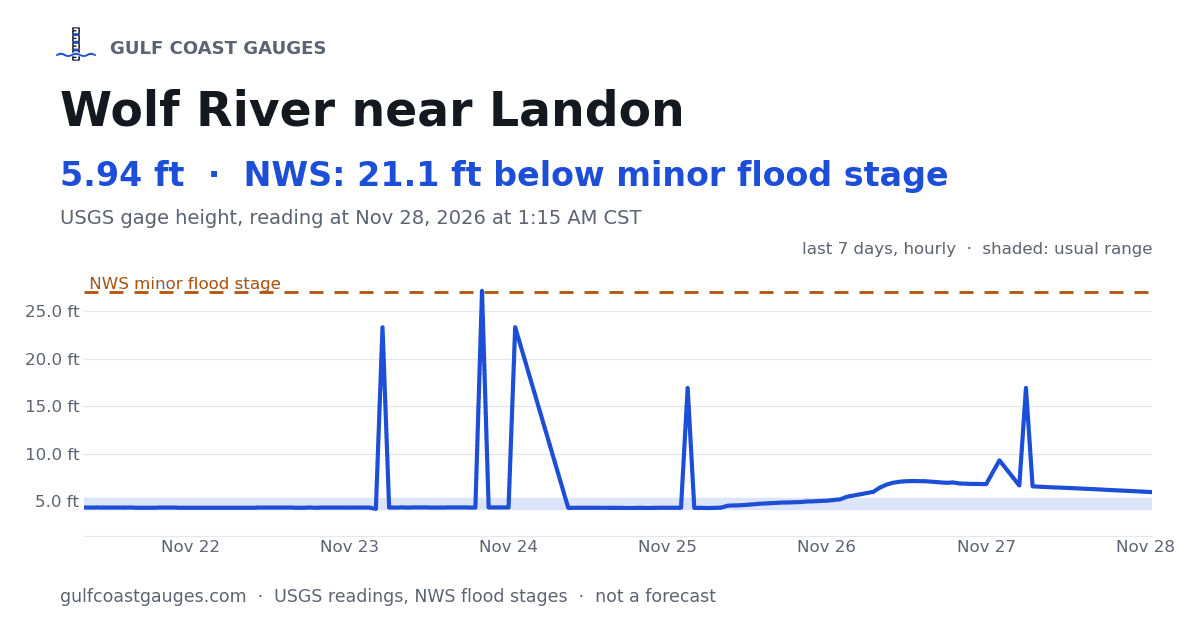 GULF COAST GAUGES
Wolf River near Landon
5.94 ft · NWS: 21.1 ft below minor flood stage
USGS gage height, reading at Nov 28, 2026 at 1:15 AM CST
last 7 days, hourly · shaded: usual range
NWS minor flood stage
25.0 ft
20.0 ft
15.0 ft
10.0 ft
5.0 ft
Nov 22 Nov 23 Nov 24 Nov 25 Nov 26 Nov 27 Nov 28
gulfcoastgauges.com · USGS readings, NWS flood stages · not a forecast